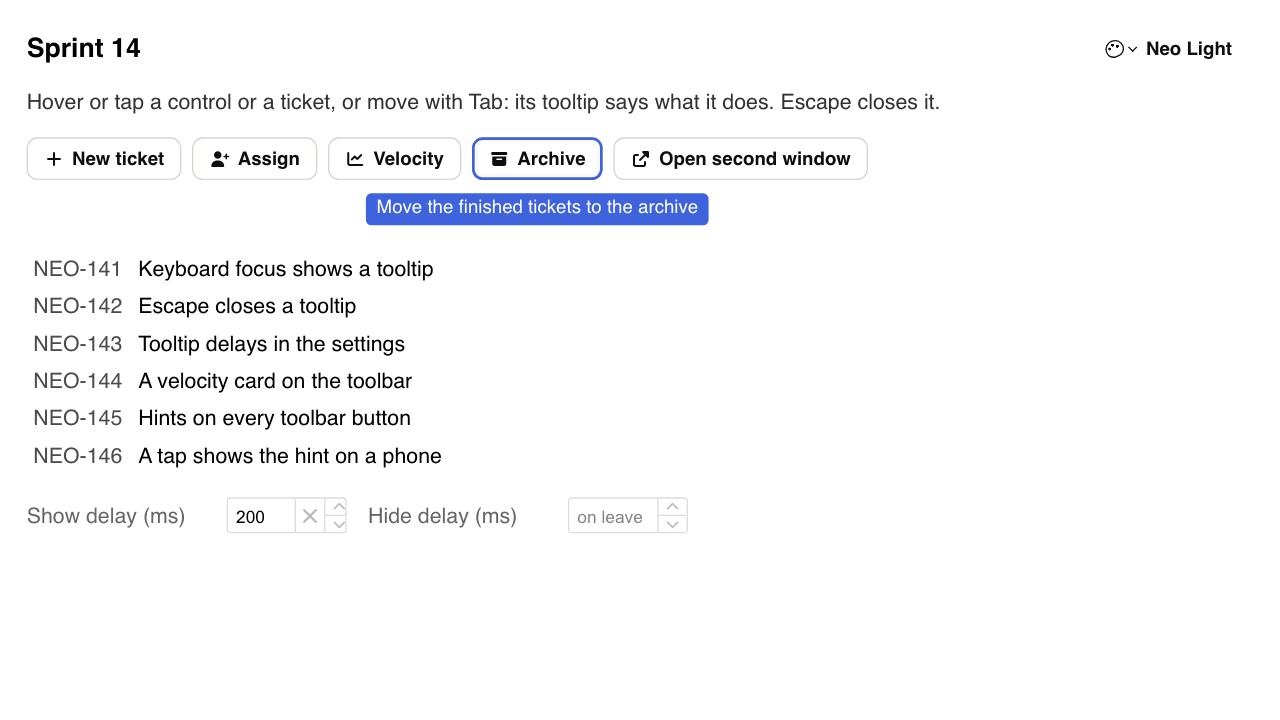 Sprint 14
Neo Light
Hover or tap a control or a ticket, or move with Tab: its tooltip says what it does. Escape closes it.
New ticket Assign Velocity Archive Open second window
Move the finished tickets to the archive
NEO-141 Keyboard focus shows a tooltip
NEO-142 Escape closes a tooltip
NEO-143 Tooltip delays in the settings
NEO-144 A velocity card on the toolbar
NEO-145 Hints on every toolbar button
NEO-146 A tap shows the hint on a phone
Show delay (ms) 200 Hide delay (ms) on leave